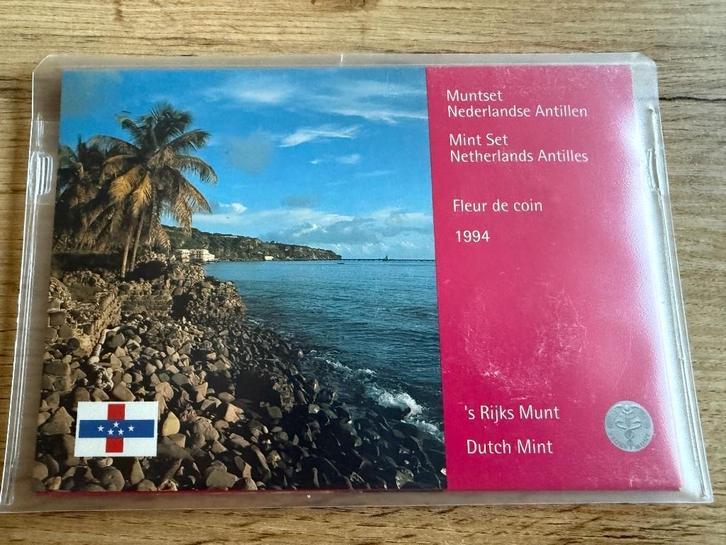 Muntset
Nederlandse Antillen
Mint Set
Netherlands Antilles
Fleur de coin
1994
's Rijks Munt
Dutch Mint